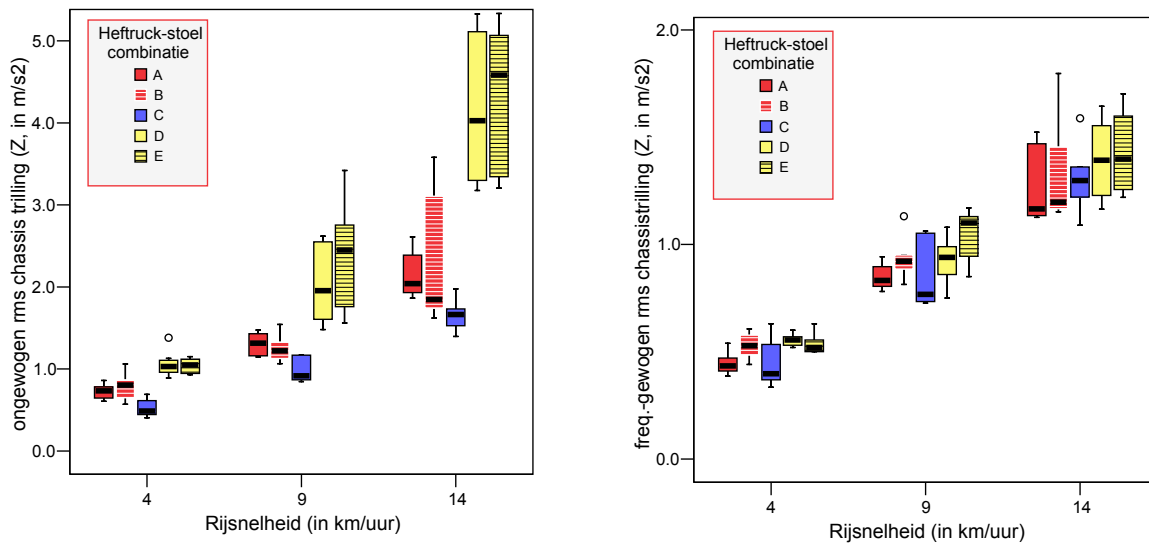 ongewogen rms chassis trilling (Z, in m/s2)
5.0
4.0
3.0
2.0
1.0
0.0
Heftruck-stoel
combinatie
A
B
C
D
E
4
9
14
Rijsnelheid (in km/uur)
freq.-gewogen rms chassistrilling (Z, in m/s2)
2.0
1.0
0.0
Heftruck-stoel
combinatie
A
B
C
D
E
4
9
14
Rijsnelheid (in km/uur)